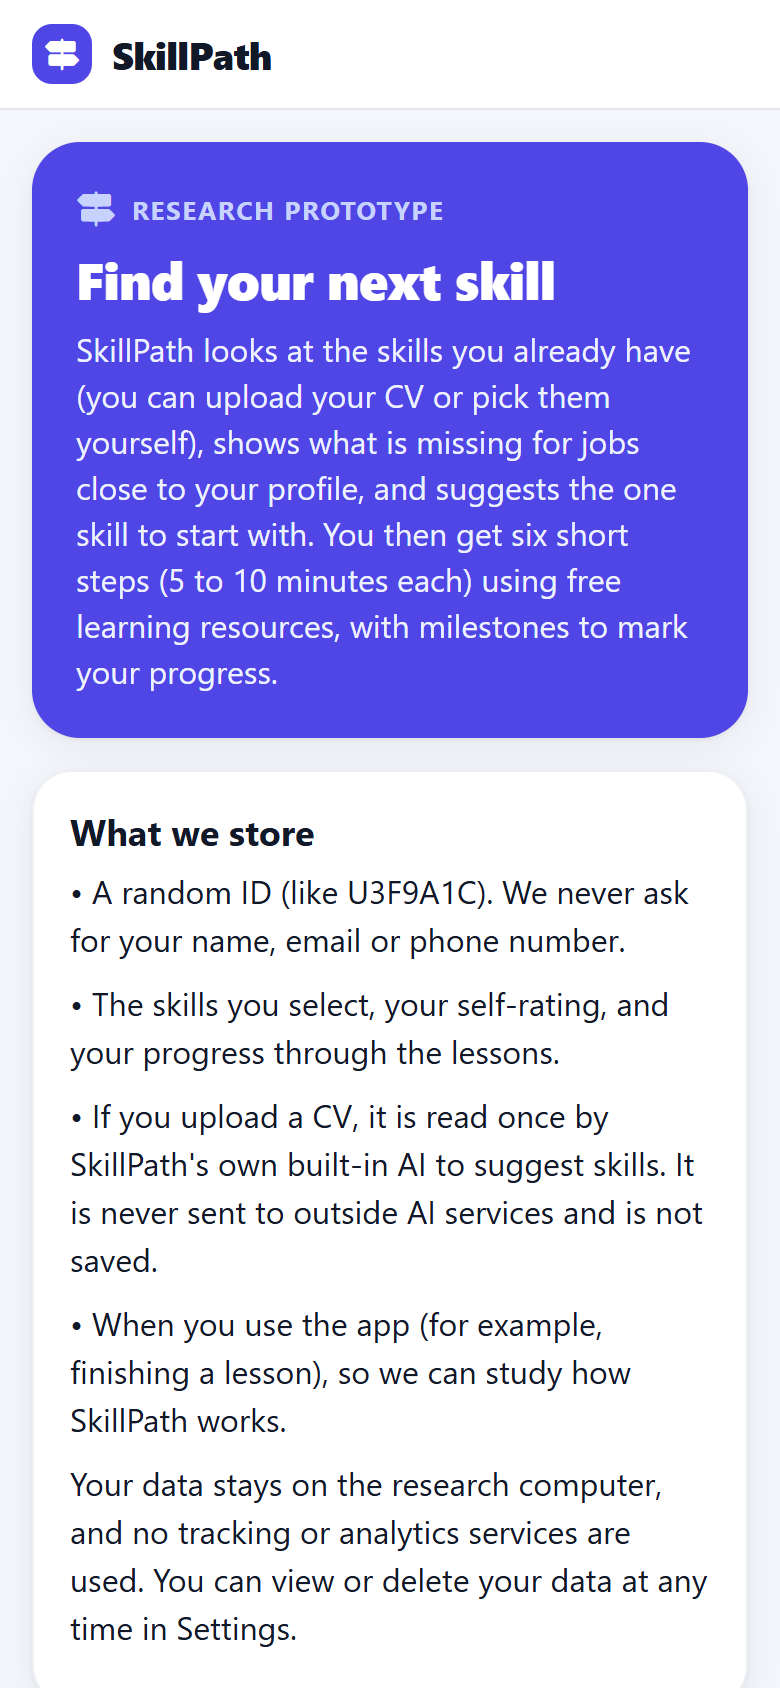 SkillPath
RESEARCH PROTOTYPE
Find your next skill
SkillPath looks at the skills you already have
(you can upload your CV or pick them
yourself), shows what is missing for jobs
close to your profile, and suggests the one
skill to start with. You then get six short
steps (5 to 10 minutes each) using free
learning resources, with milestones to mark
your progress.
What we store
• A random ID (like U3F9A1C). We never ask
for your name, email or phone number.
• The skills you select, your self-rating, and
your progress through the lessons.
• If you upload a CV, it is read once by
SkillPath's own built-in AI to suggest skills. It
is never sent to outside AI services and is not
saved.
• When you use the app (for example,
finishing a lesson), so we can study how
SkillPath works.
Your data stays on the research computer,
and no tracking or analytics services are
used. You can view or delete your data at any
time in Settings.